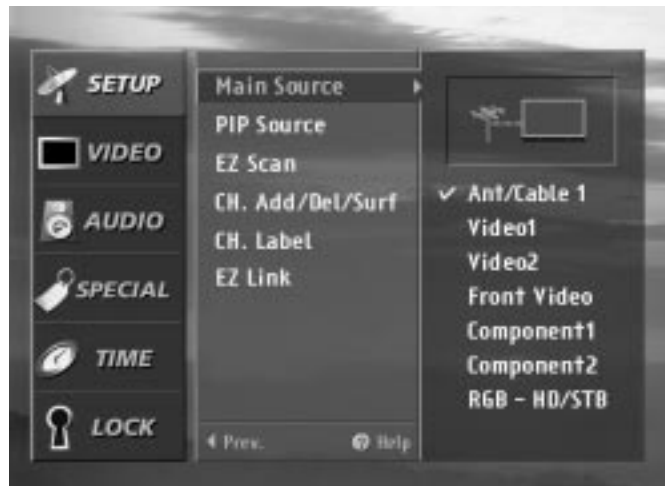 SETUP
VIDEO
AUDIO
SPECIAL
TIME
LOCK
Main Source
PIP Source
EZ Scan
CH. Add/Del/Surf
CH. Label
EZ Link
Prev.
Help
Ant/Cable 1
Video1
Video2
Front Video
Component1
Component2
RGB - HD/STB